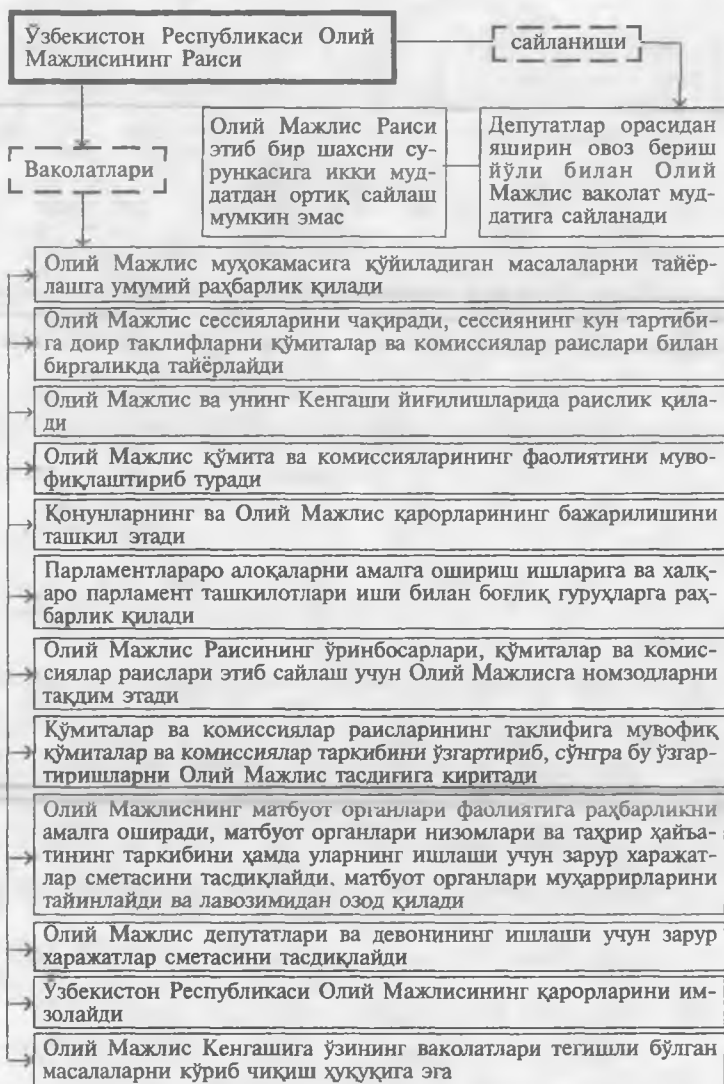 Ўзбекистон Республикаси Олий
Мажлисининг Раиси
сайланиши
Ваколатлари
Олий Мажлис Раиси
этиб бир шахсни су-
рункасига икки муд-
датдан ортиқ сайлаш
мумкин эмас
Депутатлар орасидан
яширин овоз бериш
йўли билан Олий
Мажлис ваколат муд-
датига сайланади
Олий Мажлис муҳокамасига қўйиладиган масалаларни тайёр-
лашга умумий раҳбарлик қилади
Олий Мажлис сессияларини чақиради, сессиянинг кун тартиби-
га доир таклифларни қўмиталар ва комиссиялар раислари билан
биргаликда тайёрлайди
Олий Мажлис ва унинг Кенгаши йиғилишларида раислик қила-
ди
Олий Мажлис қўмита ва комиссияларининг фаолиятини муво-
фиқлаштириб туради
Қонунларнинг ва Олий Мажлис қарорларининг бажарилишини
ташкил этади
Парламентлараро алоқаларни амалга ошириш ишларига ва халқ-
аро парламент ташкилотлари иши билан боғлиқ гуруҳларга раҳ-
барлик қилади
Олий Мажлис Раисининг ўринбосарлари, қўмиталар ва комис-
сиялар раислари этиб сайлаш учун Олий Мажлисга номзодларни
тақдим этади
Қўмиталар ва комиссиялар раисларининг таклифига мувофиқ
қўмиталар ва комиссиялар таркибини ўзгартириб, сўнгра бу ўзгар-
тиришларни Олий Мажлис тасдиғига киритади
Олий Мажлиснинг матбуот органлари фаолиятига раҳбарликни
амалга оширади, матбуот органлари низомлари ва таҳрир ҳайъа-
тининг таркибини ҳамда уларнинг ишлаши учун зарур харажат-
лар сметасини тасдиқлайди. матбуот органлари муҳаррирларини
тайинлайди ва лавозимидан озод қилади
Олий Мажлис депутатлари ва девонининг ишлаши учун зарур
харажатлар сметасини тасдиқлайди
Ўзбекистон Республикаси Олий Мажлисининг қарорларини им-
золайди
Олий Мажлис Кенгашига ўзининг ваколатлари тегишли бўлган
масалаларни кўриб чиқиш ҳуқуқига эга